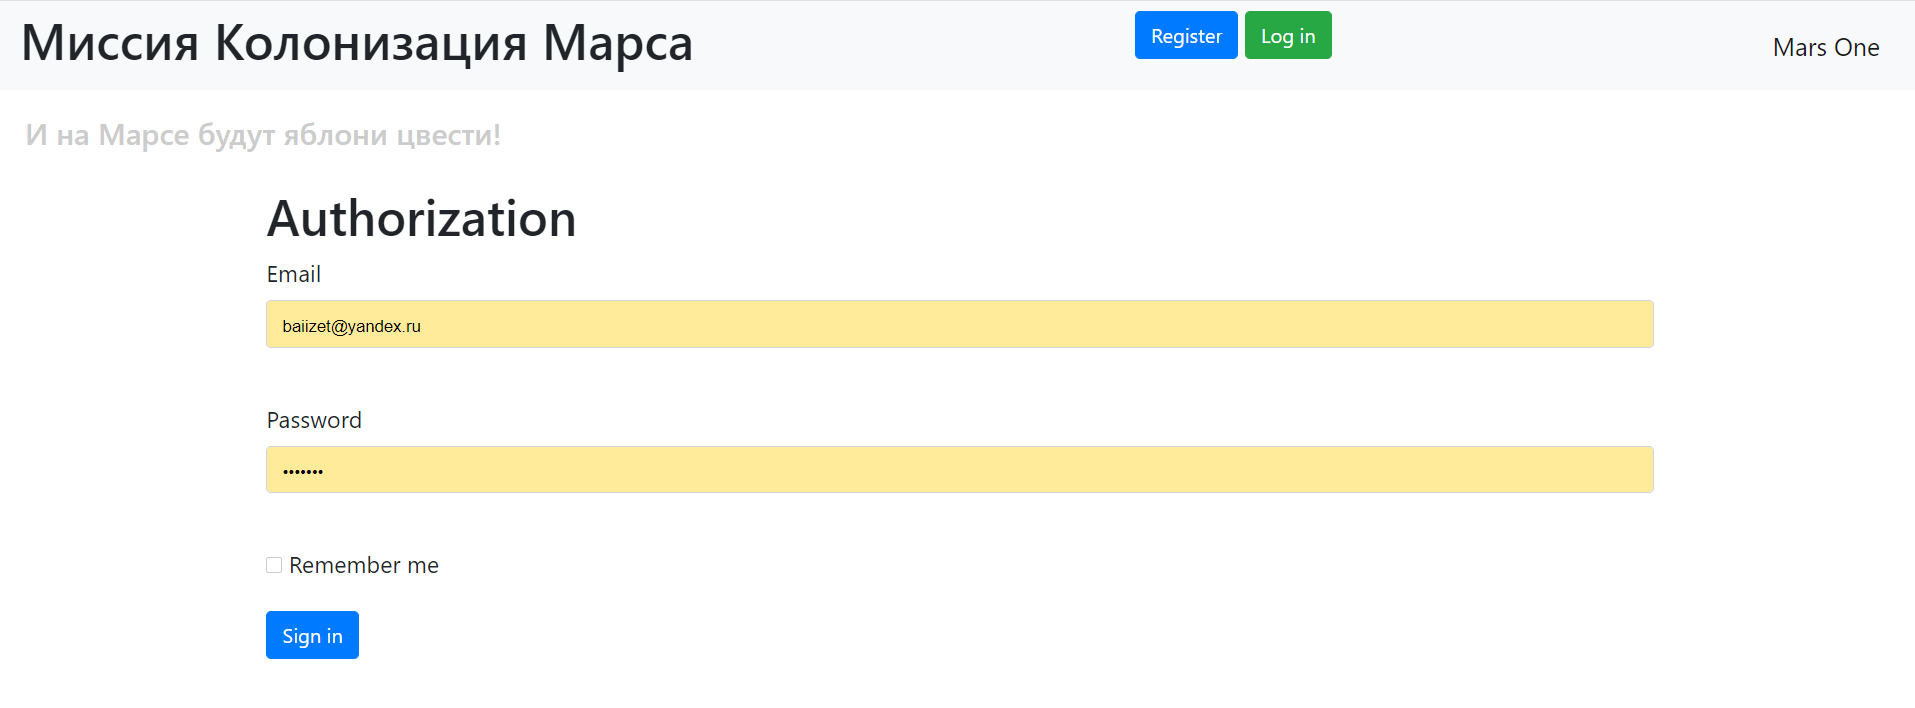 Миссия Колонизация Марса
Register Log in
Mars One
И на Марсе будут яблони цвести!
Authorization
Email
baiizet@yandex.ru
Password
•••••••
Remember me
Sign in